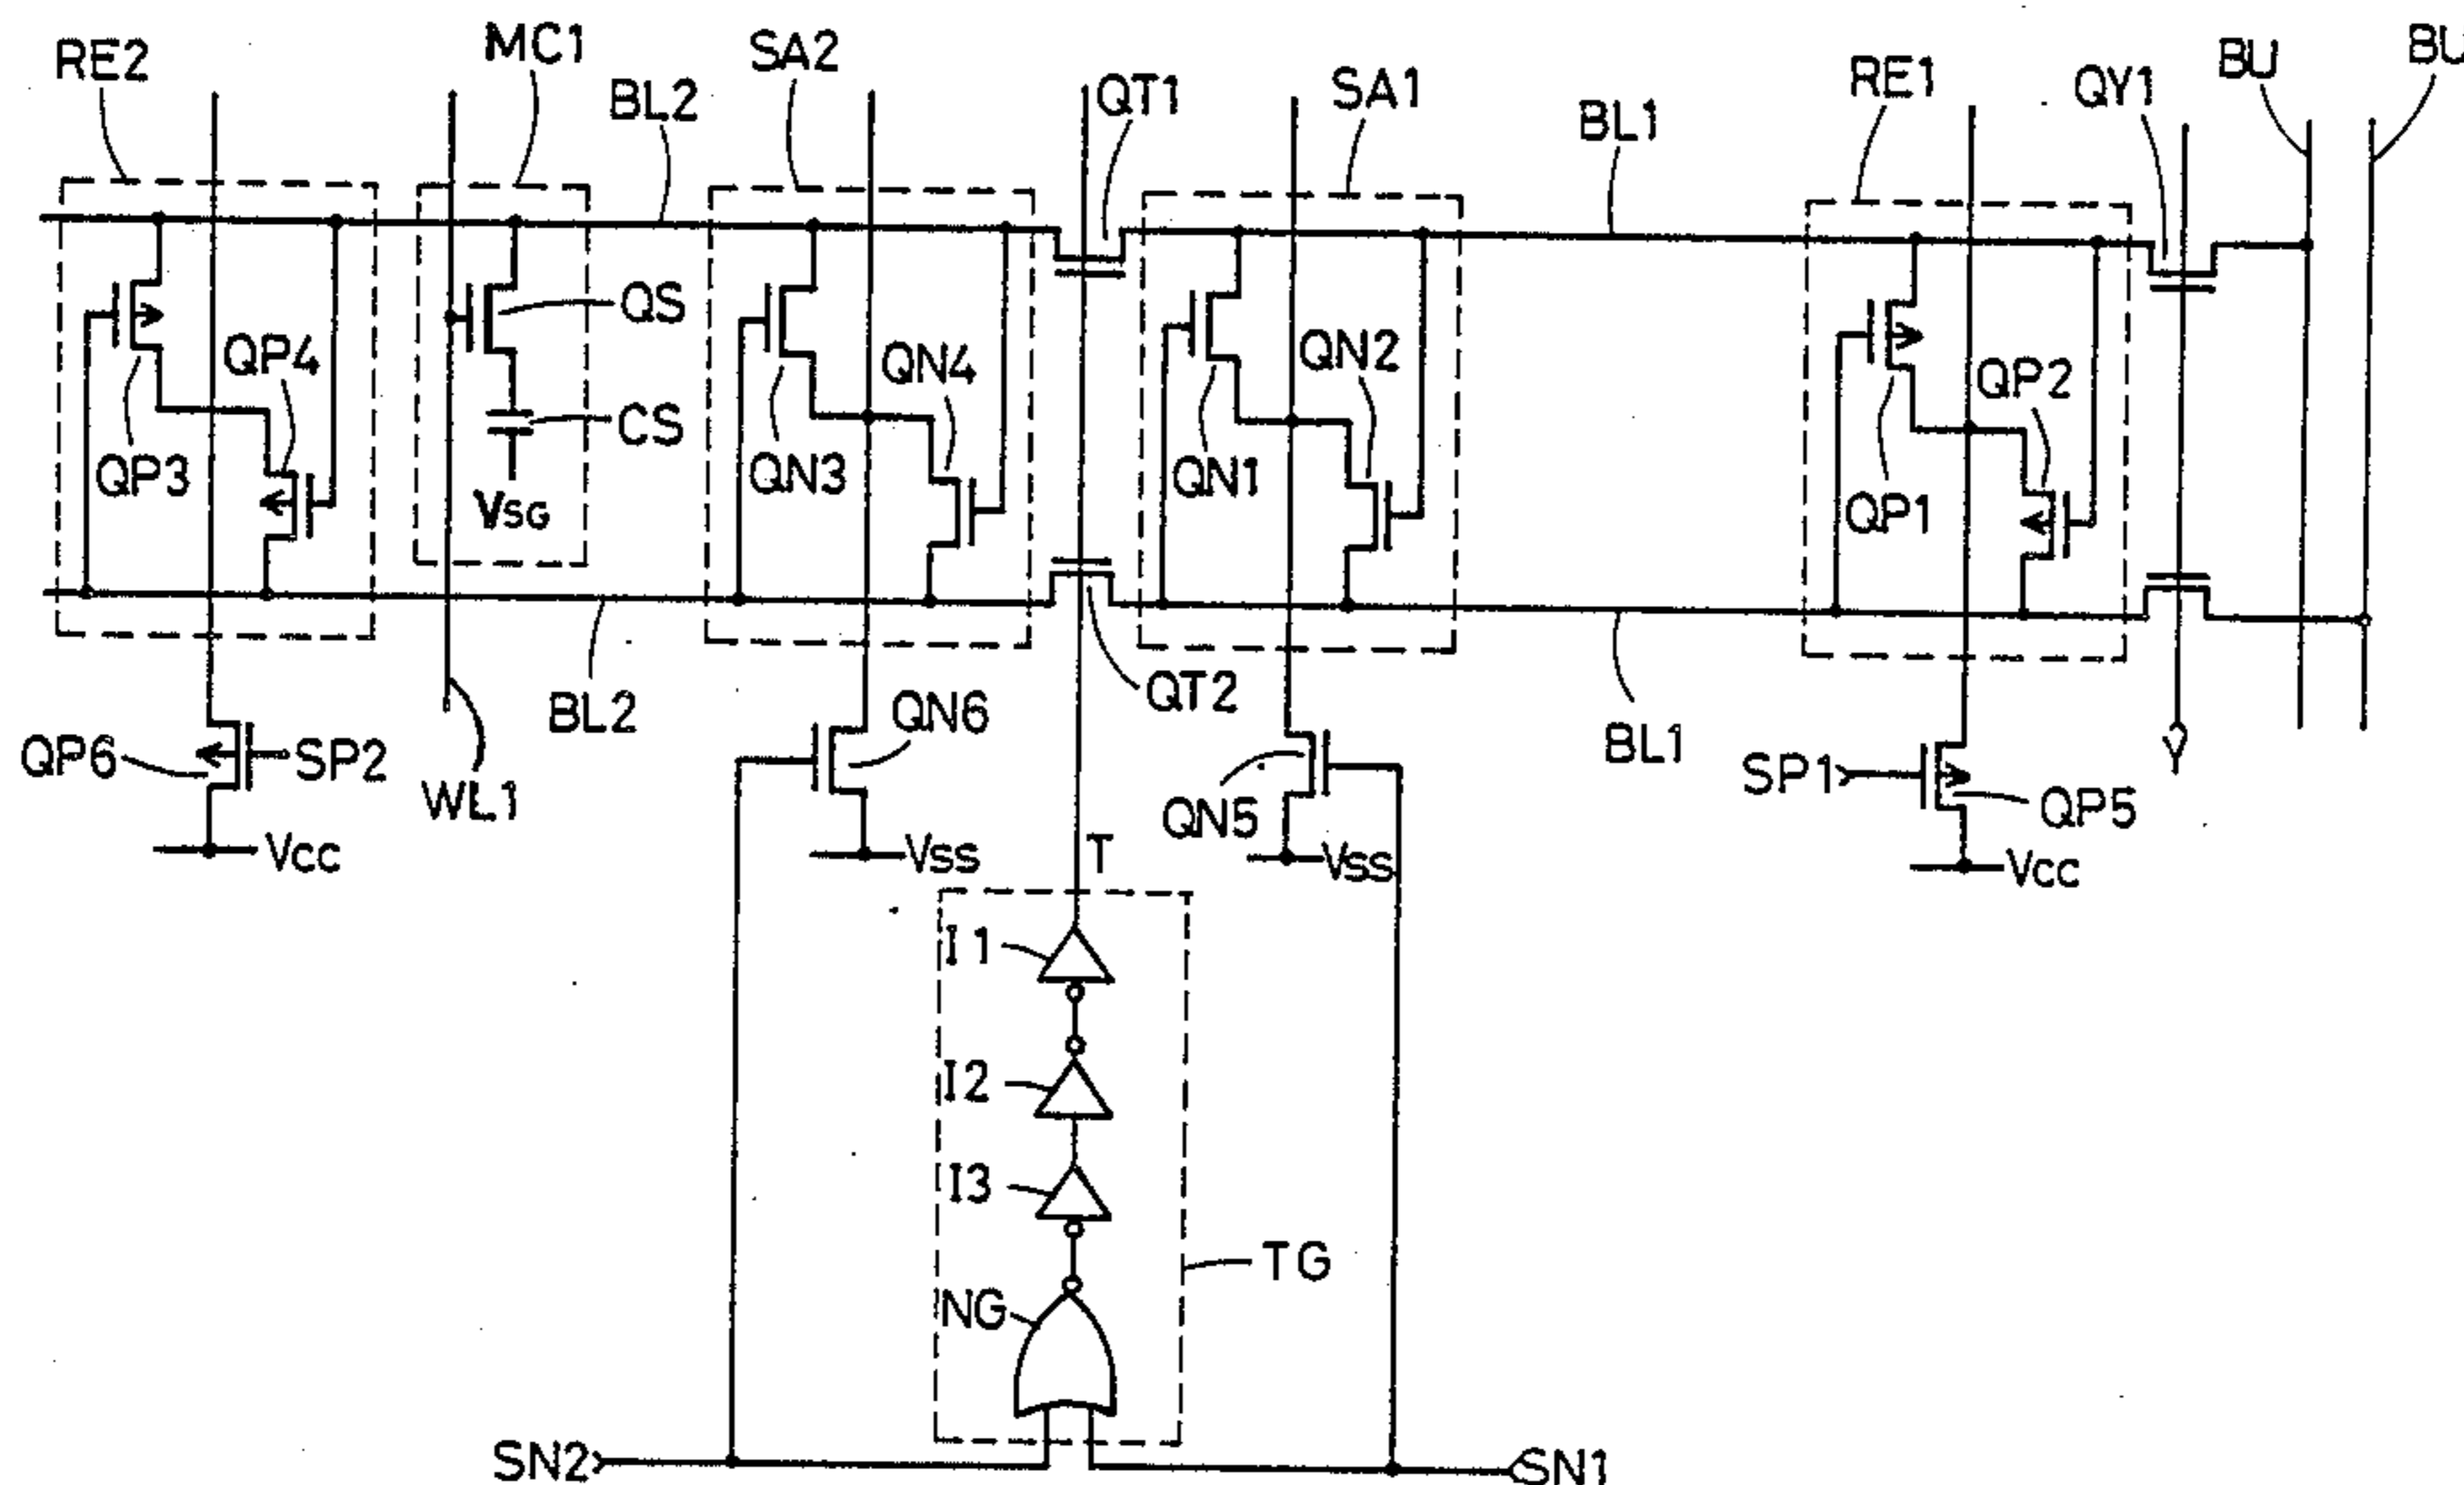 RE2
MC1
BL2
SA2
QT1
SA1
BL1
RE1
QY1
BU
BU
QS
QP4
QN4
QN2
QP2
CS
QP3
VSG
QN3
QN1
QP1
BL2
QN6
QT2
BL1
QP6
SP2
WL1
QN5
SP1
QP5
Y
VCC
VSS
T
VSS
VCC
I1
I2
I3
TG
NG
SN2
SN1